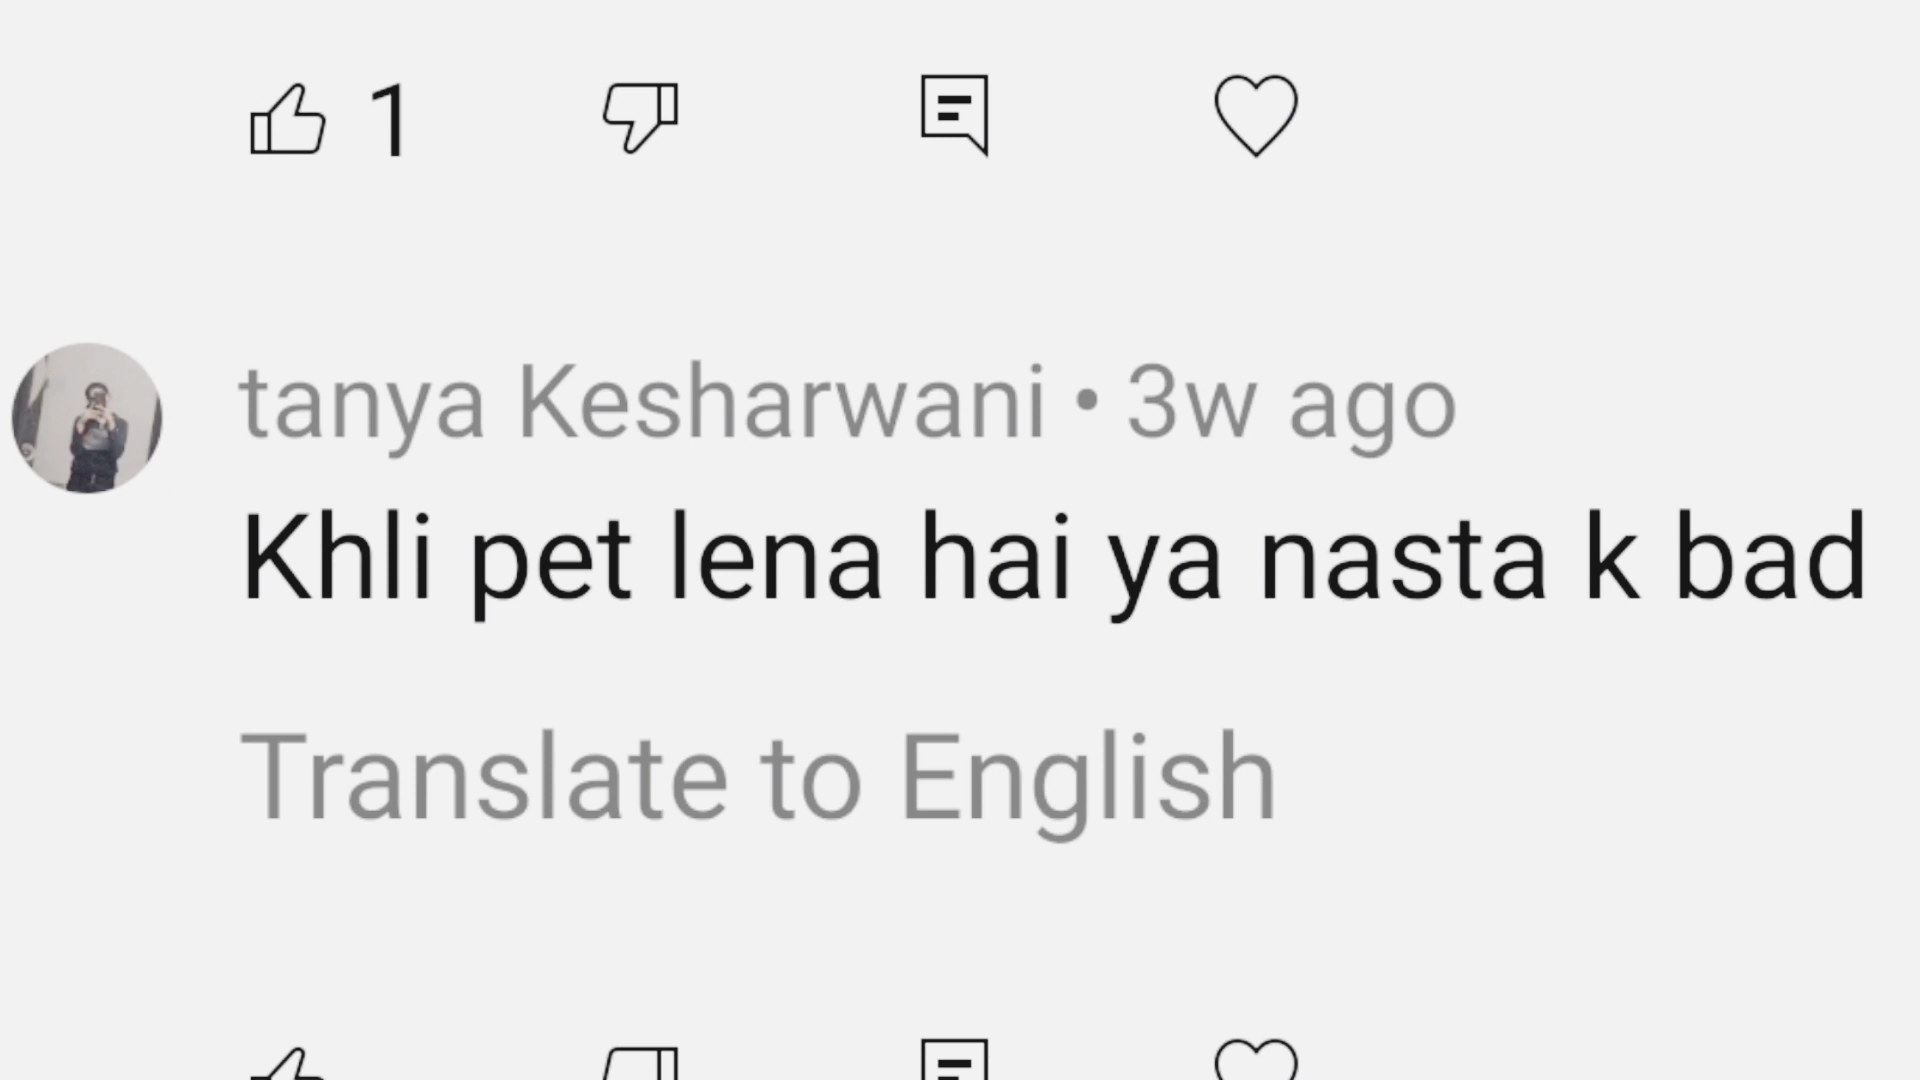 1
tanya Kesharwani • 3w ago
Khli pet lena hai ya nasta k bad
Translate to English